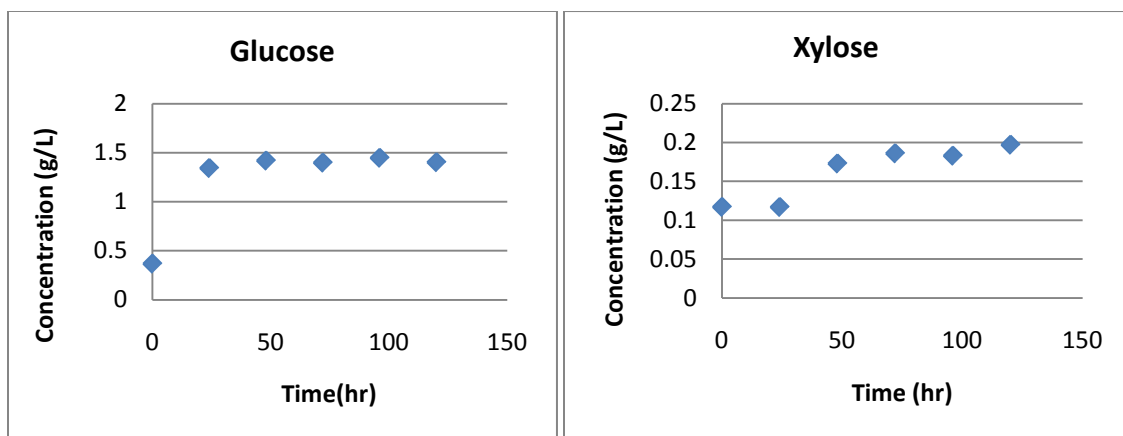 Glucose
Concentration (g/L)
2
1.5
1
0.5
0
0 50 100 150
Time(hr)
Xylose
Concentration (g/L)
0.25
0.2
0.15
0.1
0.05
0
0 50 100 150
Time (hr)